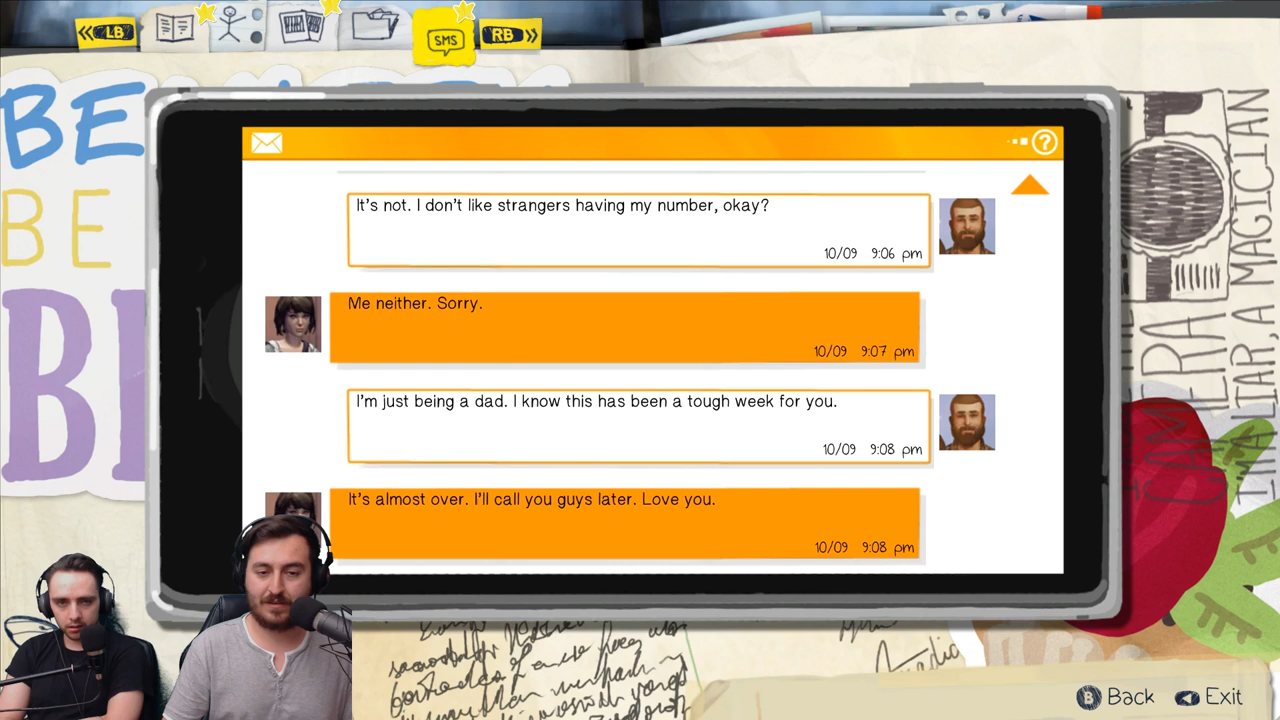 LB
SMS
RB
BE
BE
It's not. I don't like strangers having my number, okay?
10/09 9:06 pm
Me neither. Sorry.
10/09 9:07 pm
I'm just being a dad. I know this has been a tough week for you.
10/09 9:08 pm
It's almost over. I'll call you guys later. Love you.
10/09 9:08 pm
LIAR, A MAGICIAN
B Back
Exit